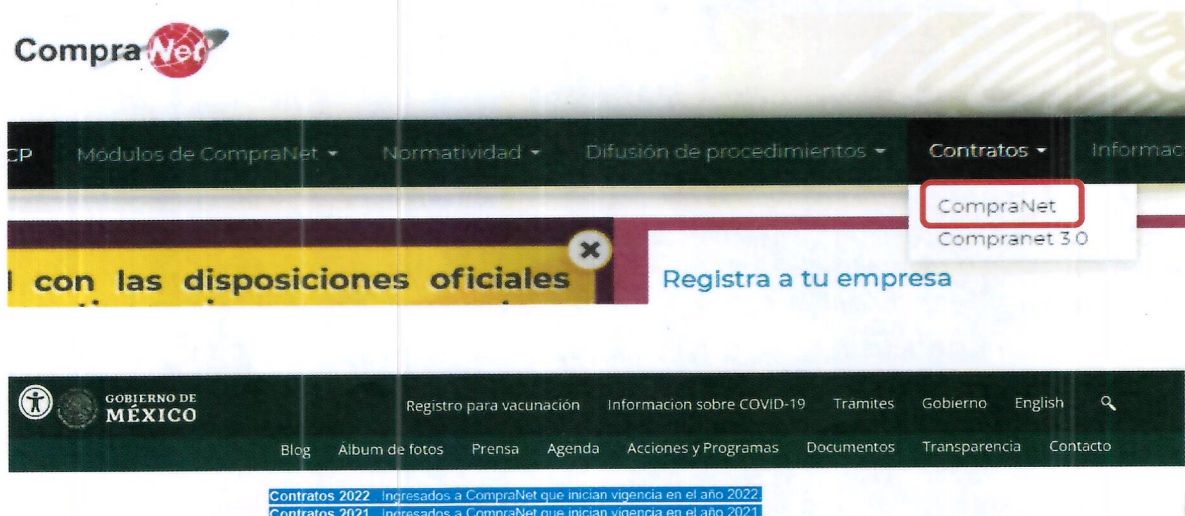 CompraNet
CP Módulos de CompraNet Normatividad Difusión de procedimientos Contratos Informac
CompraNet
Compranet 3.0
con las disposiciones oficiales
Registra a tu empresa
GOBIERNO DE
MÉXICO
Registro para vacunación Informacion sobre COVID-19 Trámites Gobierno English
Blog Álbum de fotos Prensa Agenda Acciones y Programas Documentos Transparencia Contacto
Contratos 2022 Ingresados a CompraNet que inician vigencia en el año 2022.
Contratos 2021 Ingresados a CompraNet que inician vigencia en el año 2021.